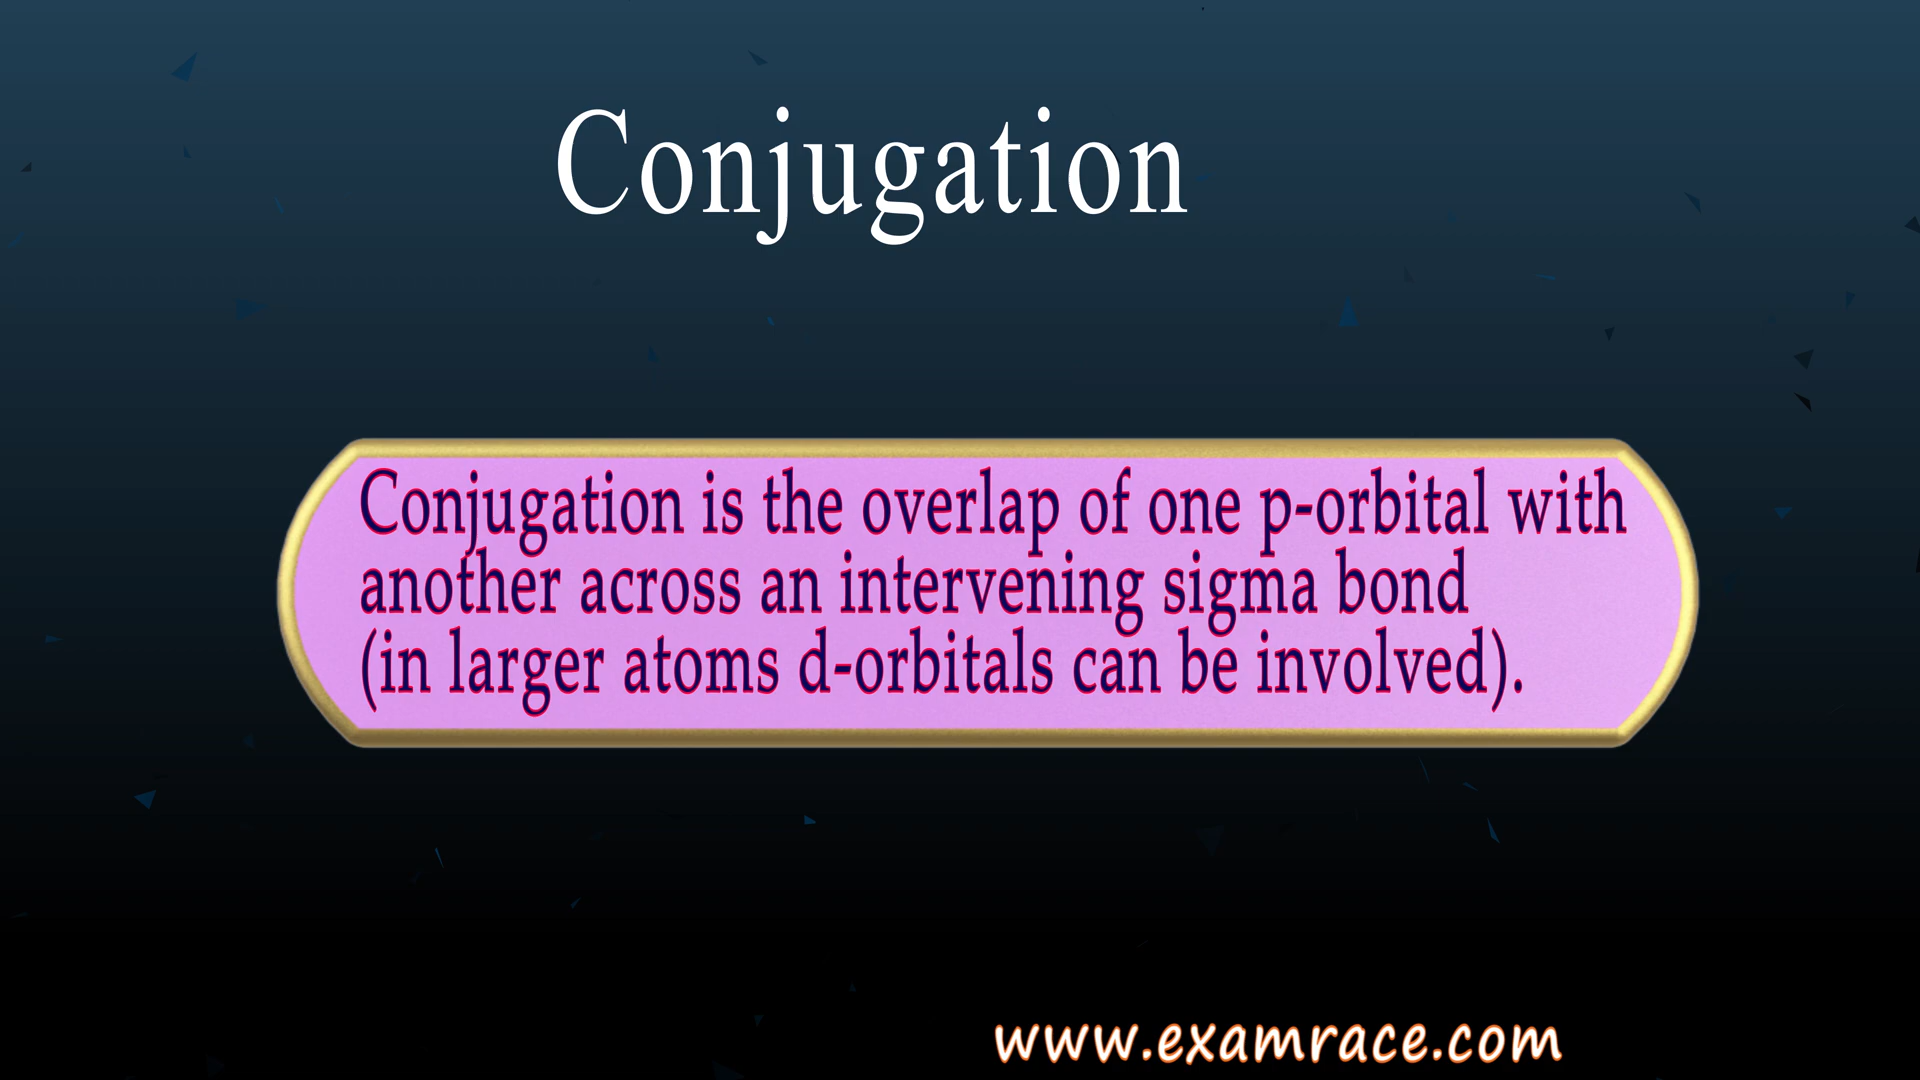 Conjugation
Conjugation is the overlap of one p-orbital with
another across an intervening sigma bond
(in larger atoms d-orbitals can be involved).
www.examrace.com